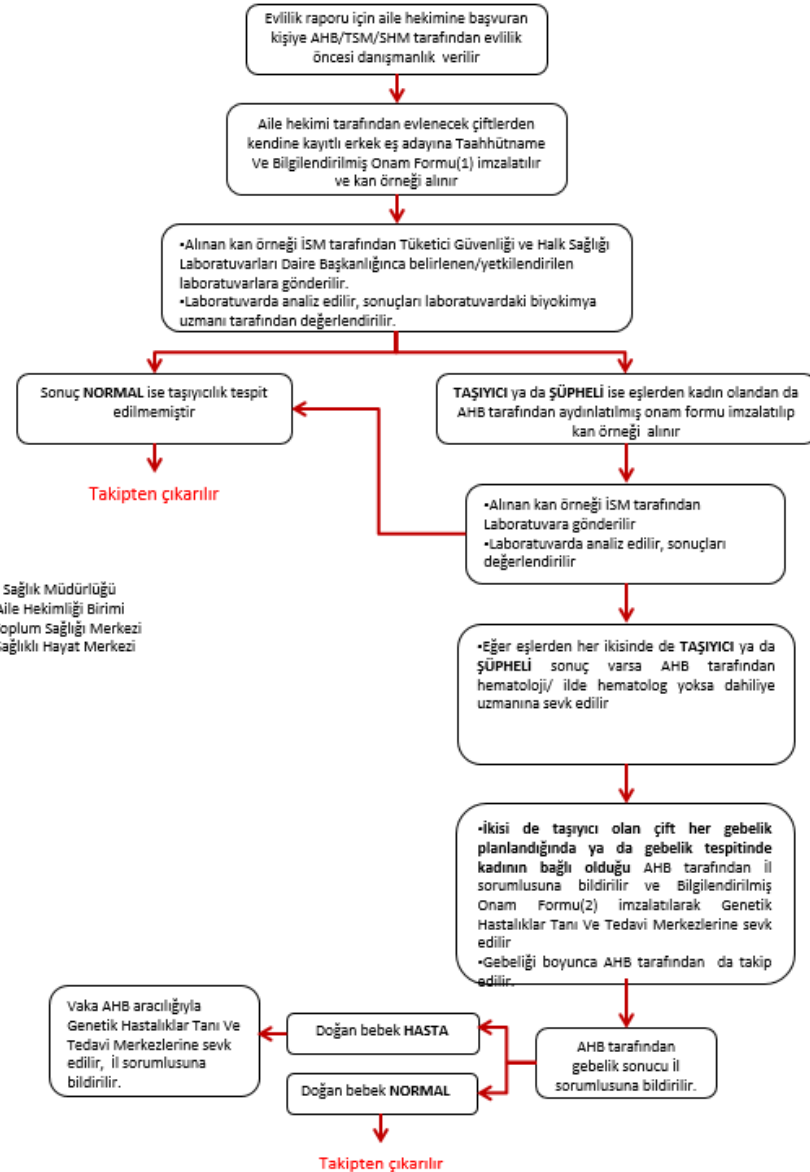 Evlilik raporu için aile hekimine başvuran
kişiye AHB/TSM/SHM tarafından evlilik
öncesi danışmanlık verilir
Aile hekimi tarafından evlenecek çiftlerden
kendine kayıtlı erkek eş adayına Taahhütname
Ve Bilgilendirilmiş Onam Formu(1) imzalatılır
ve kan örneği alınır
•Alınan kan örneği İSM tarafından Tüketici Güvenliği ve Halk Sağlığı
Laboratuvarları Daire Başkanlığınca belirlenen/yetkilendirilen
laboratuvarlara gönderilir.
•Laboratuvarda analiz edilir, sonuçları laboratuvardaki biyokimya
uzmanı tarafından değerlendirilir.
Sonuç NORMAL ise taşıyıcılık tespit
edilmemiştir
TAŞIYICI ya da ŞÜPHELİ ise eşlerden kadın olandan da
AHB tarafından aydınlatılmış onam formu imzalatılıp
kan örneği alınır
Takipten çıkarılır
•Alınan kan örneği İSM tarafından
Laboratuvara gönderilir
•Laboratuvarda analiz edilir, sonuçları
değerlendirilir
Sağlık Müdürlüğü
Aile Hekimliği Birimi
Toplum Sağlığı Merkezi
Sağlıklı Hayat Merkezi
•Eğer eşlerden her ikisinde de TAŞIYICI ya da
ŞÜPHELİ sonuç varsa AHB tarafından
hematoloji/ ilde hematolog yoksa dahiliye
uzmanına sevk edilir
•İkisi de taşıyıcı olan çift her gebelik
planlandığında ya da gebelik tespitinde
kadının bağlı olduğu AHB tarafından İl
sorumlusuna bildirilir ve Bilgilendirilmiş
Onam Formu(2) imzalatılarak Genetik
Hastalıklar Tanı Ve Tedavi Merkezlerine sevk
edilir
•Gebeliği boyunca AHB tarafından da takip
edilir.
Vaka AHB aracılığıyla
Genetik Hastalıklar Tanı Ve
Tedavi Merkezlerine sevk
edilir, İl sorumlusuna
bildirilir.
Doğan bebek HASTA
Doğan bebek NORMAL
AHB tarafından
gebelik sonucu İl
sorumlusuna bildirilir.
Takipten çıkarılır